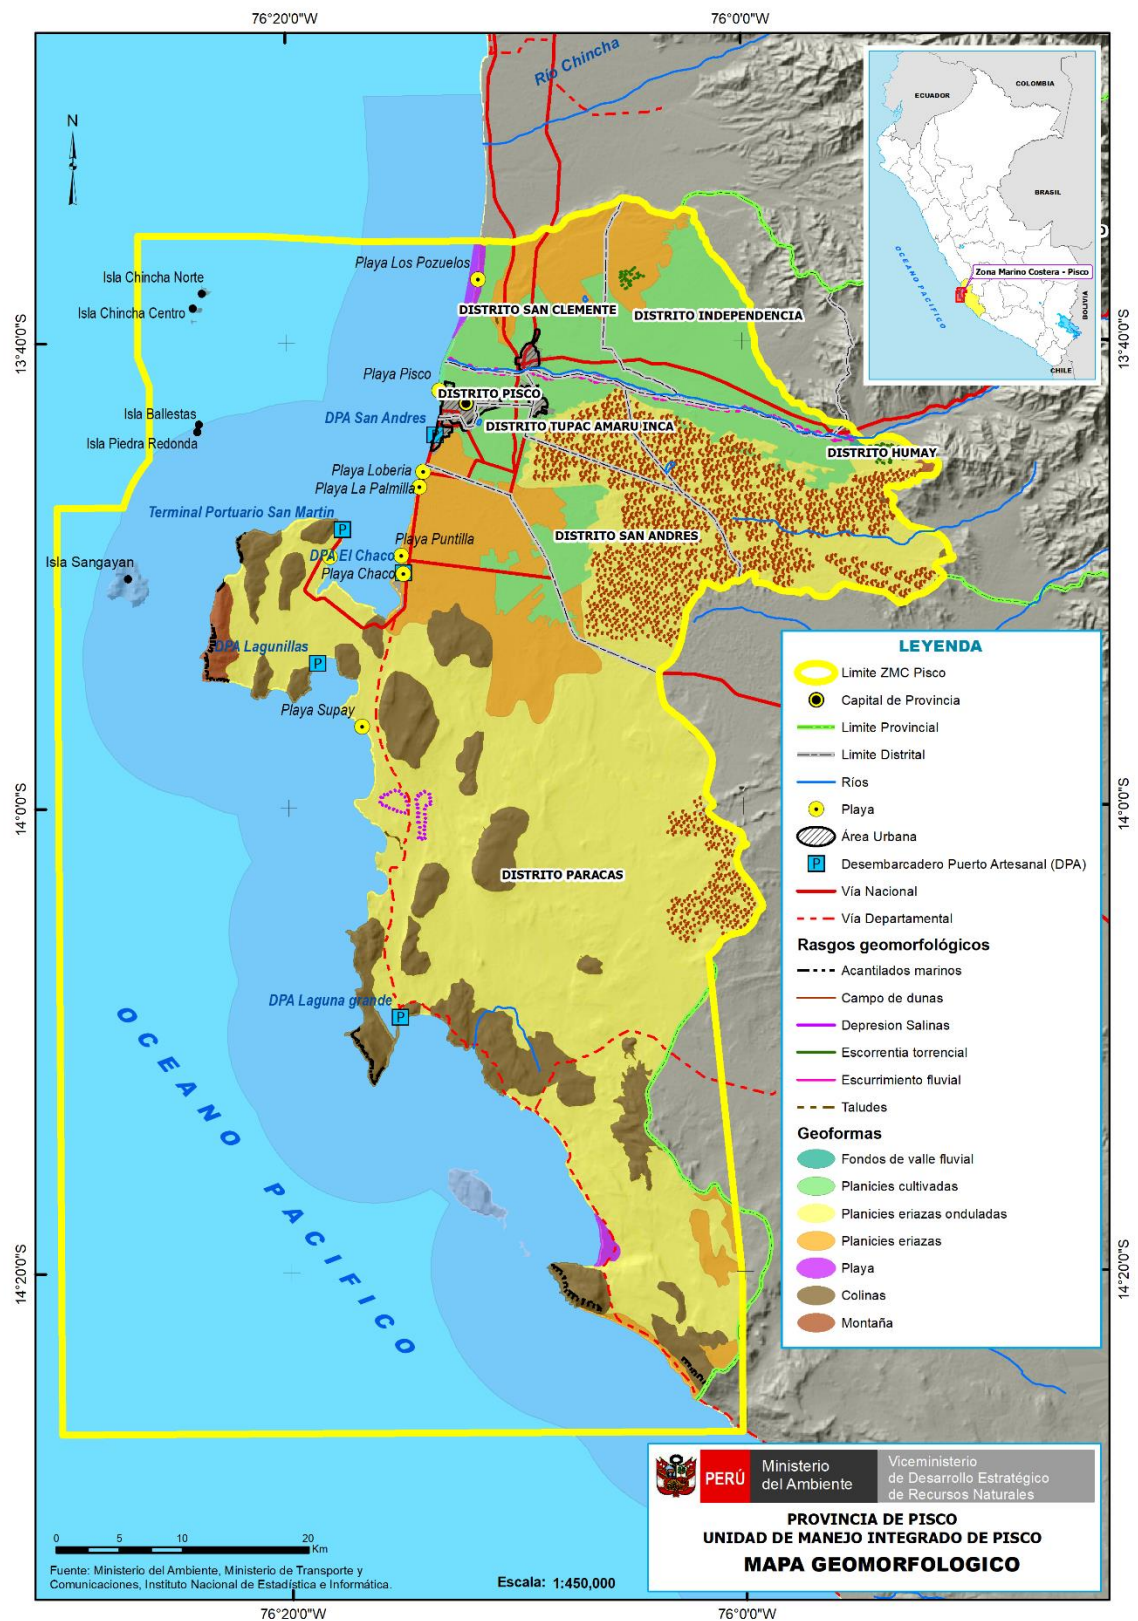 76°20'0"W
76°0'0"W
Río Chincha
N
ECUADOR
COLOMBIA
BRASIL
BOLIVIA
CHILE
OCEANO PACIFICO
Zona Marino Costera - Pisco
Playa Los Pozuelos
Isla Chincha Norte
Isla Chincha Centro
DISTRITO SAN CLEMENTE
DISTRITO INDEPENDENCIA
13°40'0"S
13°40'0"S
Playa Pisco
DISTRITO PISCO
Isla Ballestas
Isla Piedra Redonda
DPA San Andres
DISTRITO TUPAC AMARU INCA
DISTRITO HUMAY
Playa Loberia
Playa La Palmilla
Terminal Portuario San Martin
Playa Puntilla
DISTRITO SAN ANDRES
DPA El Chaco
Isla Sangayan
Playa Chaco
DPA Lagunillas
Playa Supay
14°0'0"S
14°0'0"S
DISTRITO PARACAS
DPA Laguna grande
OCEANO PACIFICO
14°20'0"S
14°20'0"S
LEYENDA
Limite ZMC Pisco
Capital de Provincia
Limite Provincial
Limite Distrital
Ríos
Playa
Área Urbana
P
Desembarcadero Puerto Artesanal (DPA)
Vía Nacional
Vía Departamental
Rasgos geomorfológicos
Acantilados marinos
Campo de dunas
Depresion Salinas
Escorrentia torrencial
Escurrimiento fluvial
Taludes
Geoformas
Fondos de valle fluvial
Planicies cultivadas
Planicies eriazas onduladas
Planicies eriazas
Playa
Colinas
Montaña
PERÚ
Ministerio
del Ambiente
Viceministerio
de Desarrollo Estratégico
de Recursos Naturales
PROVINCIA DE PISCO
UNIDAD DE MANEJO INTEGRADO DE PISCO
MAPA GEOMORFOLOGICO
0 5 10 20
Km
Fuente: Ministerio del Ambiente, Ministerio de Transporte y
Comunicaciones, Instituto Nacional de Estadística e Informática.
Escala: 1:450,000
76°20'0"W
76°0'0"W